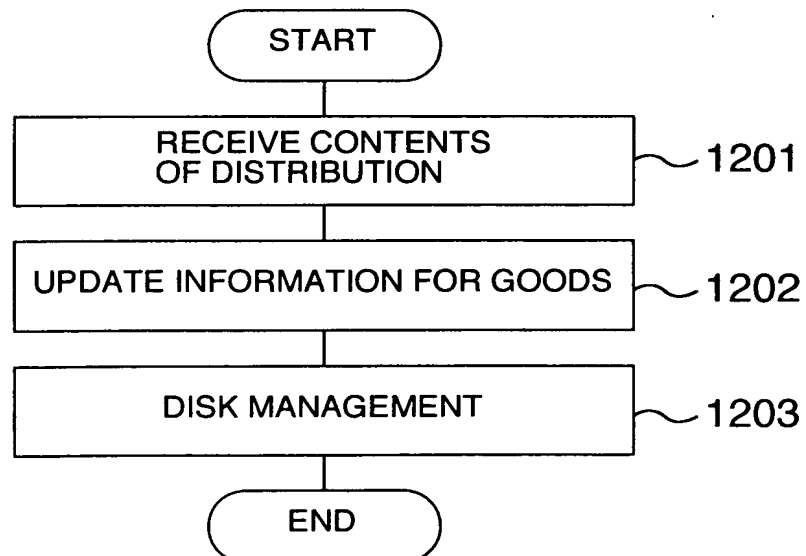 START
RECEIVE CONTENTS
OF DISTRIBUTION
1201
UPDATE INFORMATION FOR GOODS
1202
DISK MANAGEMENT
1203
END